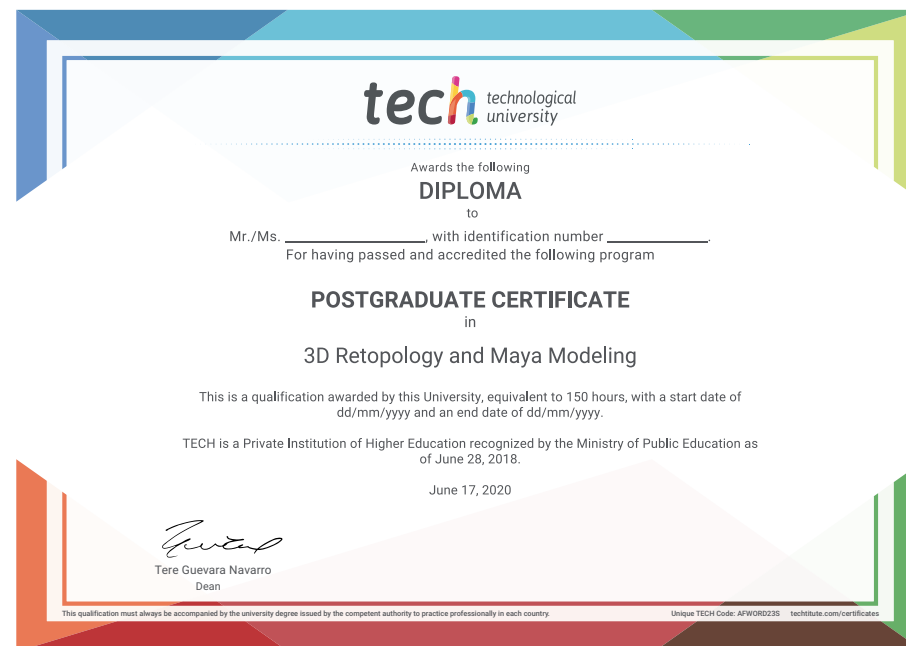 tech technological
university
Awards the following
DIPLOMA
to
Mr./Ms. ____________________, with identification number ______________.
For having passed and accredited the following program
POSTGRADUATE CERTIFICATE
in
3D Retopology and Maya Modeling
This is a qualification awarded by this University, equivalent to 150 hours, with a start date of
dd/mm/yyyy and an end date of dd/mm/yyyy.
TECH is a Private Institution of Higher Education recognized by the Ministry of Public Education as
of June 28, 2018.
June 17, 2020
Tere Guevara Navarro
Dean
This qualification must always be accompanied by the university degree issued by the competent authority to practice professionally in each country. Unique TECH Code: AFWORD23S techtitute.com/certificates